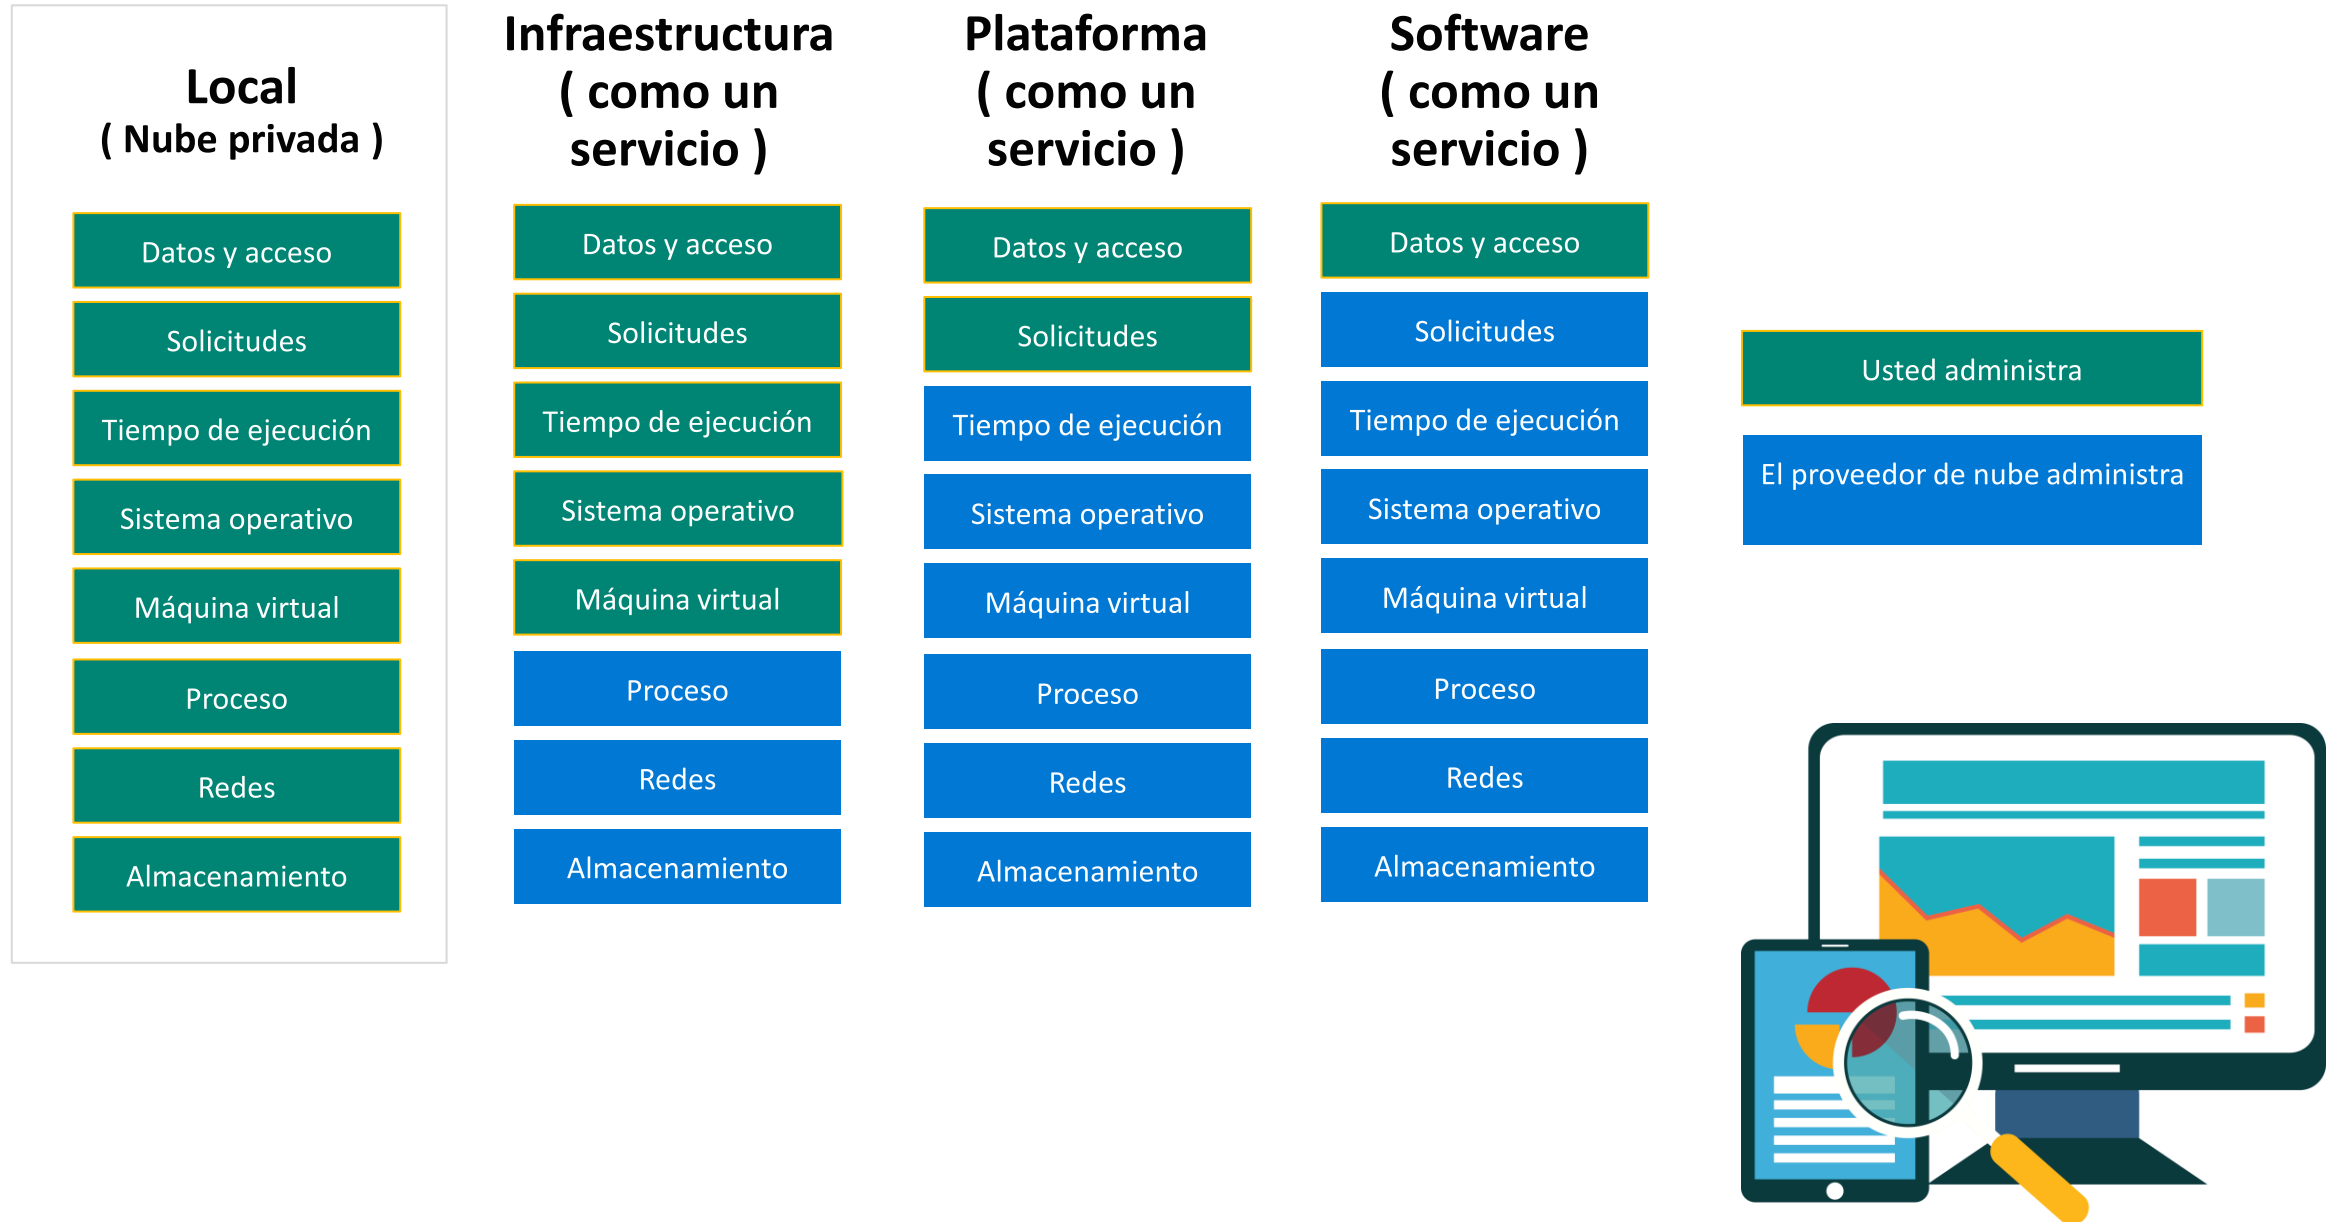 Local
( Nube privada )
Datos y acceso
Solicitudes
Tiempo de ejecución
Sistema operativo
Máquina virtual
Proceso
Redes
Almacenamiento
Infraestructura
( como un
servicio )
Datos y acceso
Solicitudes
Tiempo de ejecución
Sistema operativo
Máquina virtual
Proceso
Redes
Almacenamiento
Plataforma
( como un
servicio )
Datos y acceso
Solicitudes
Tiempo de ejecución
Sistema operativo
Máquina virtual
Proceso
Redes
Almacenamiento
Software
( como un
servicio )
Datos y acceso
Solicitudes
Tiempo de ejecución
Sistema operativo
Máquina virtual
Proceso
Redes
Almacenamiento
Usted administra
El proveedor de nube administra